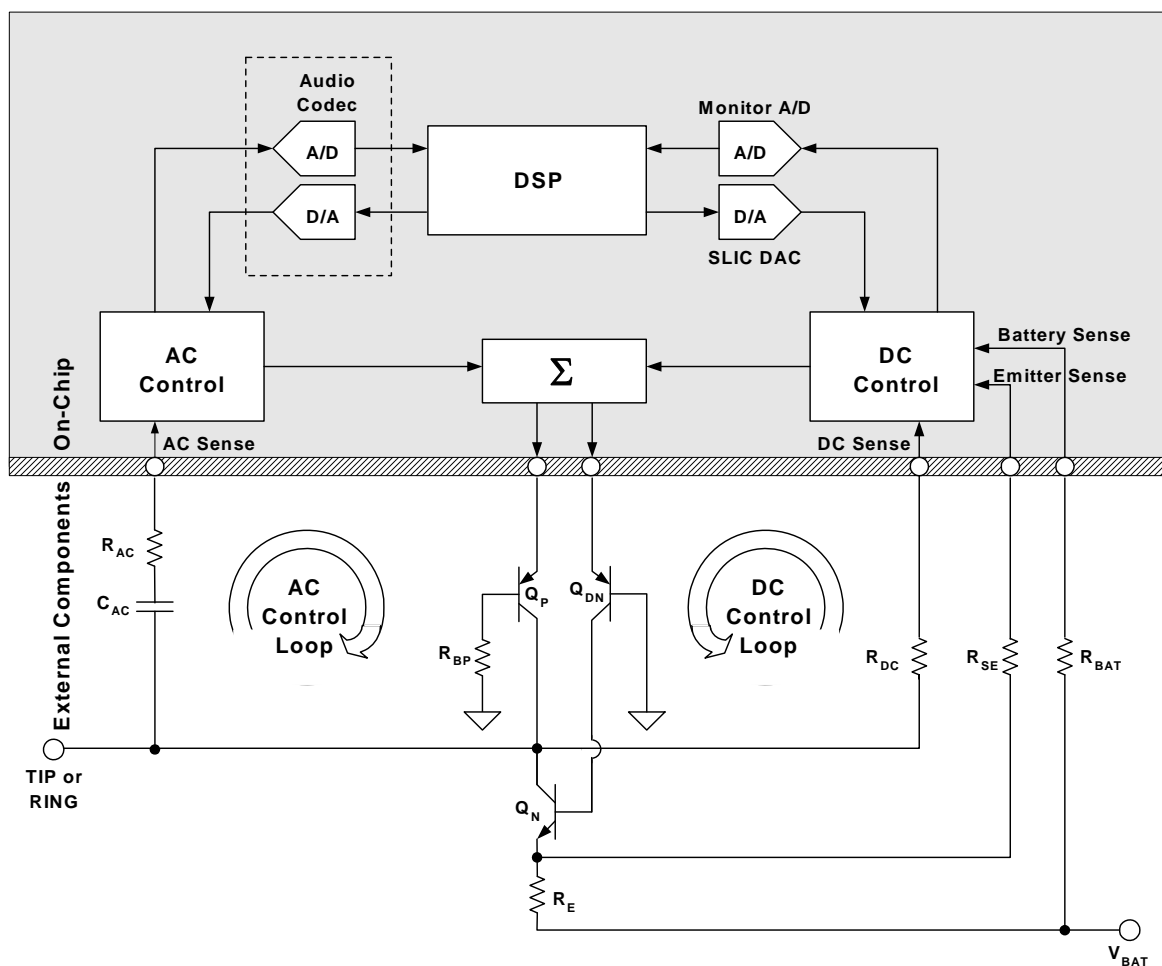 Audio
Codec
Monitor A/D
A/D
DSP
A/D
D/A
D/A
SLIC DAC
AC
Control
Σ
DC
Control
Battery Sense
Emitter Sense
On-Chip
AC Sense
DC Sense
External Components
R AC
C AC
AC
Control
Loop
R BP
Q P
Q DN
DC
Control
Loop
R DC
R SE
R BAT
TIP or
RING
Q N
R E
V BAT